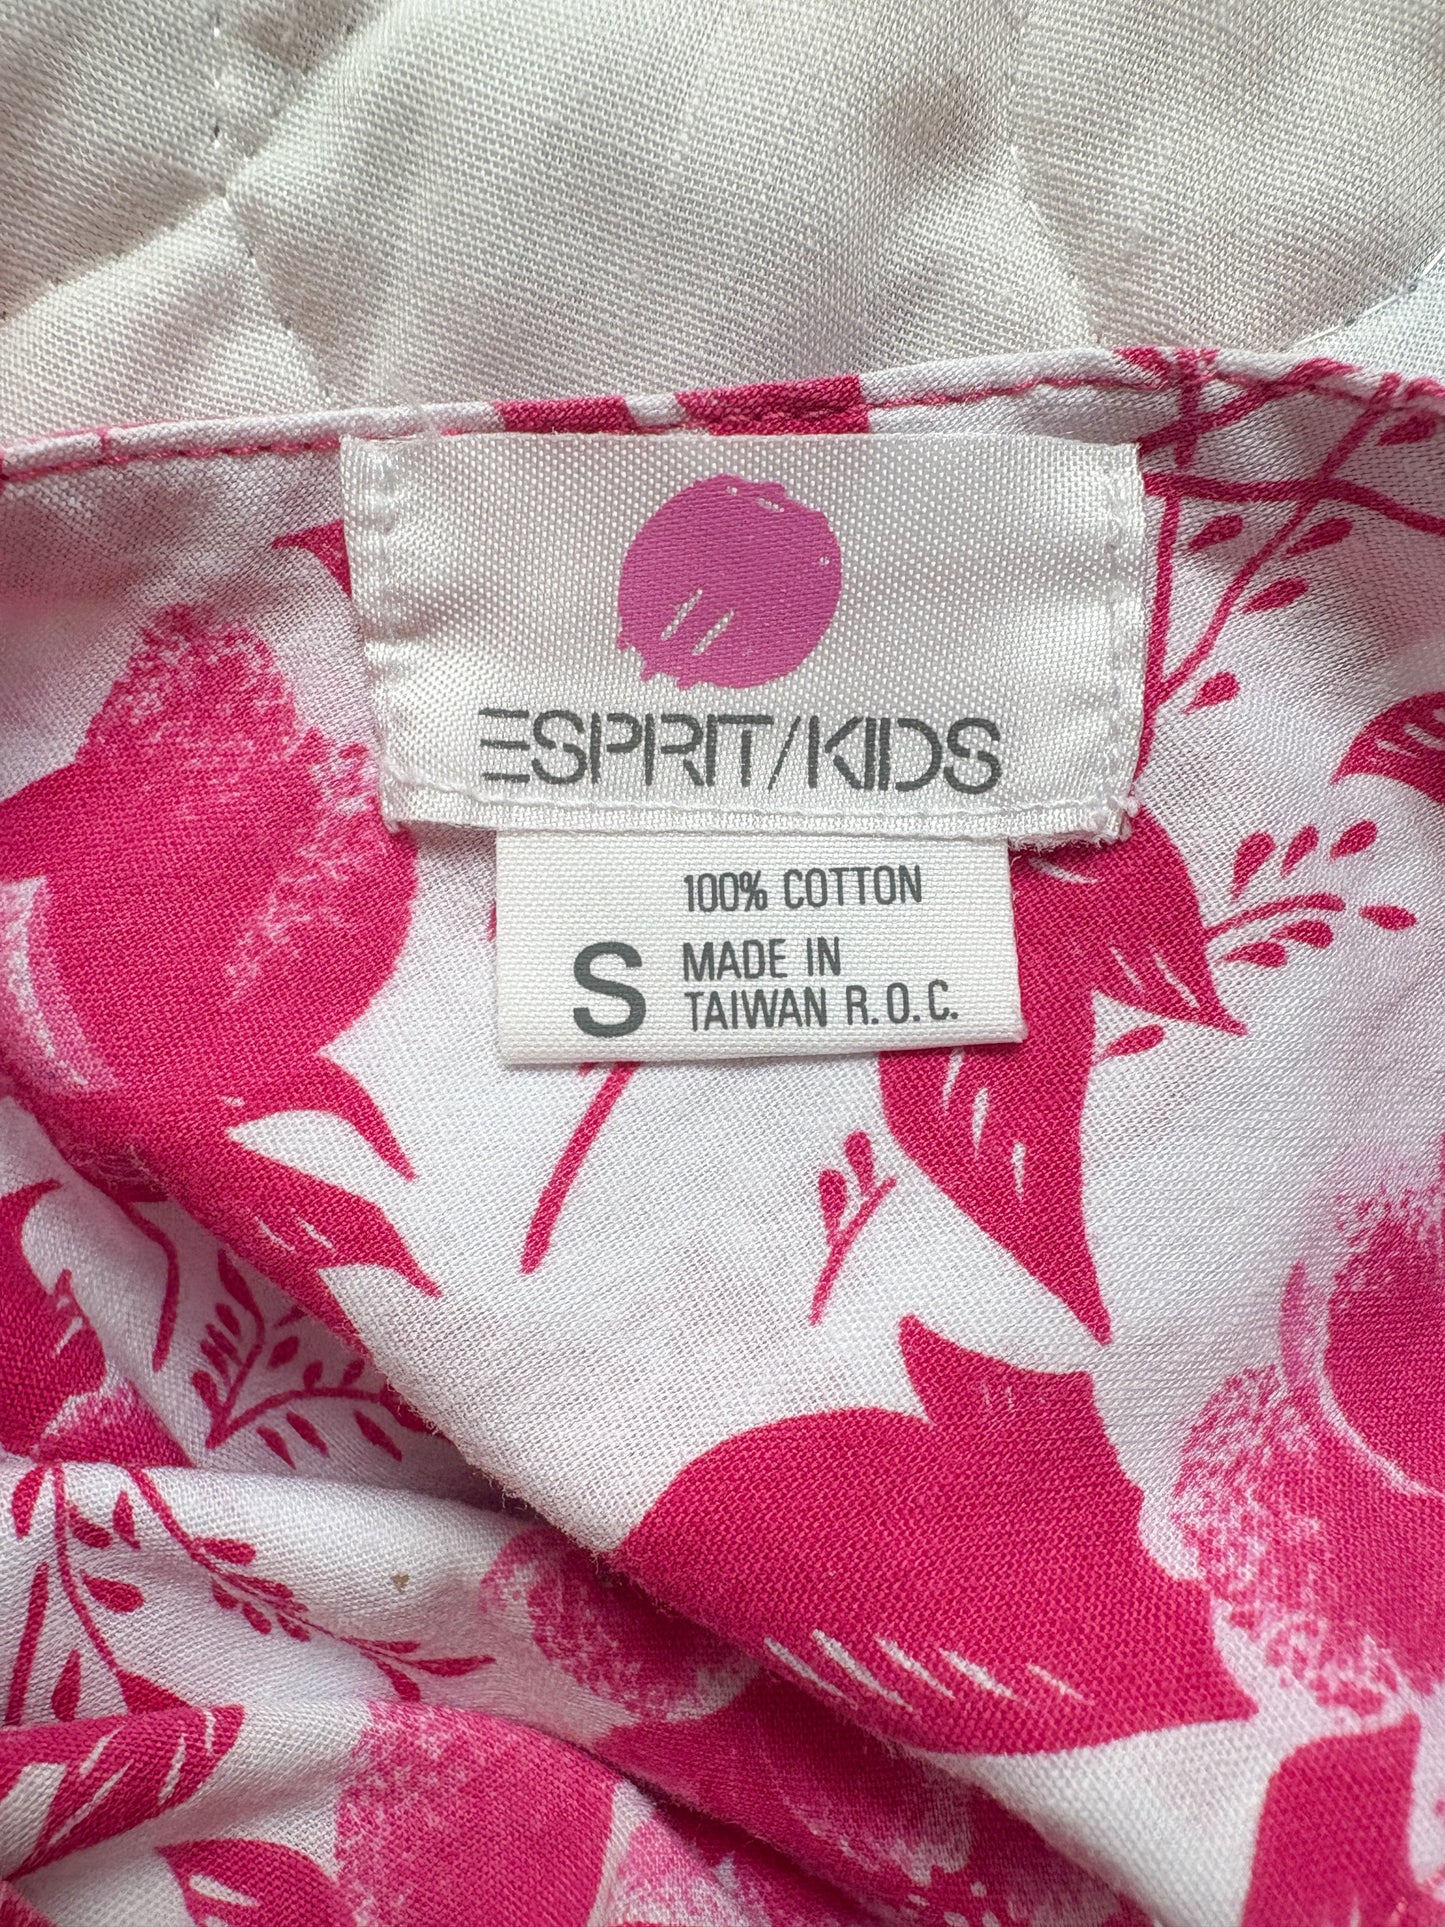 ESPRIT/KIDS
100% COTTON
S
MADE IN
TAIWAN R.O.C.